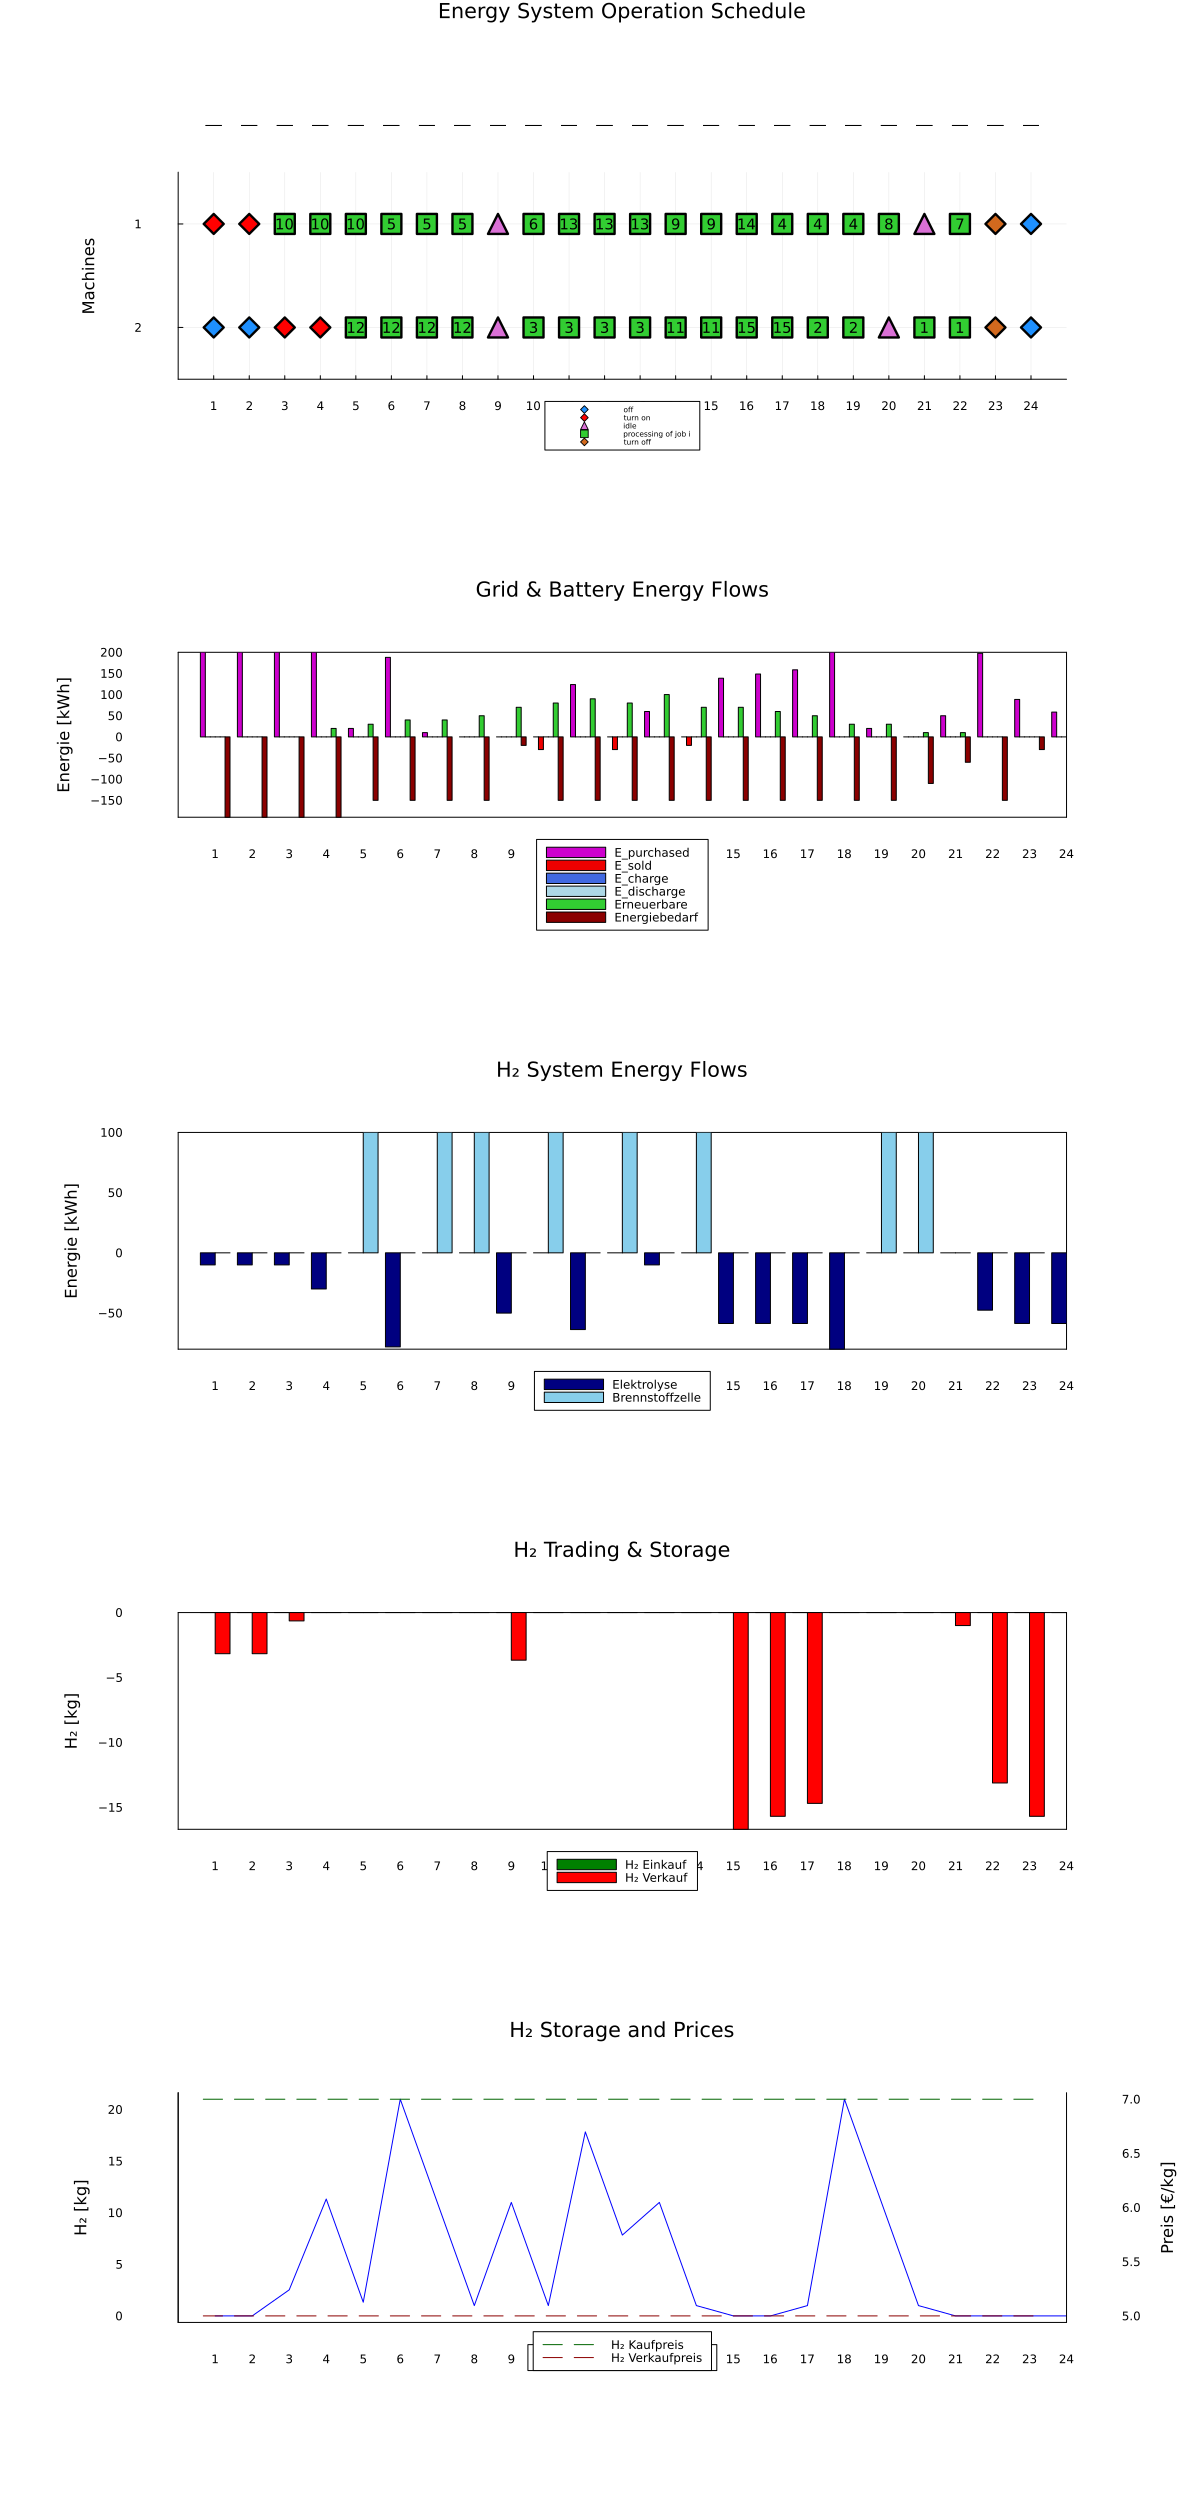 Energy System Operation Schedule
Machines
1 10 10 10 5 5 5 6 13 13 13 9 9 14 4 4 4 8 7
2 12 12 12 12 3 3 3 3 11 11 15 15 2 2 1 1
1 2 3 4 5 6 7 8 9 10 15 16 17 18 19 20 21 22 23 24
off
turn on
idle
processing of job i
turn off
Grid & Battery Energy Flows
Energie [kWh]
200
150
100
50
0
−50
−100
−150
1 2 3 4 5 6 7 8 9 15 16 17 18 19 20 21 22 23 24
E_purchased
E_sold
E_charge
E_discharge
Erneuerbare
Energiebedarf
H₂ System Energy Flows
Energie [kWh]
100
50
0
−50
1 2 3 4 5 6 7 8 9 15 16 17 18 19 20 21 22 23 24
Elektrolyse
Brennstoffzelle
H₂ Trading & Storage
H₂ [kg]
0
−5
−10
−15
1 2 3 4 5 6 7 8 9 1 4 15 16 17 18 19 20 21 22 23 24
H₂ Einkauf
H₂ Verkauf
H₂ Storage and Prices
H₂ [kg]
20
15
10
5
0
7.0
6.5
6.0
5.5
5.0
Preis [€/kg]
1 2 3 4 5 6 7 8 9 15 16 17 18 19 20 21 22 23 24
H₂ Kaufpreis
H₂ Verkaufpreis